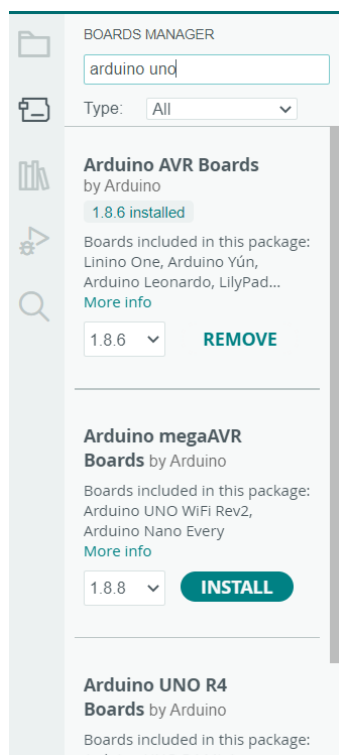 BOARDS MANAGER
arduino uno
Type: All
Arduino AVR Boards
by Arduino
1.8.6 installed
Boards included in this package:
Linino One, Arduino Yún,
Arduino Leonardo, LilyPad...
More info
1.8.6 REMOVE
Arduino megaAVR
Boards by Arduino
Boards included in this package:
Arduino UNO WiFi Rev2,
Arduino Nano Every
More info
1.8.8 INSTALL
Arduino UNO R4
Boards by Arduino
Boards included in this package: